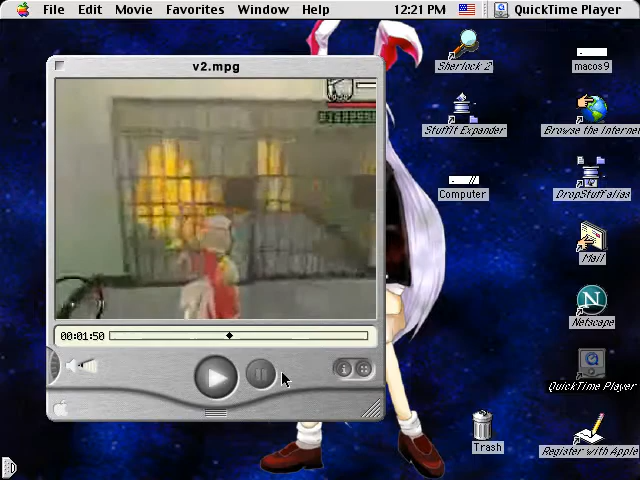 File Edit Movie Favorites Window Help 12:21 PM QuickTime Player
v2.mpg
00:01:50
Sherlock 2
macos9
StuffIt Expander
Browse the Internet
Computer
DropStuff alias
Mail
Netscape
QuickTime Player
Trash
Register with Apple